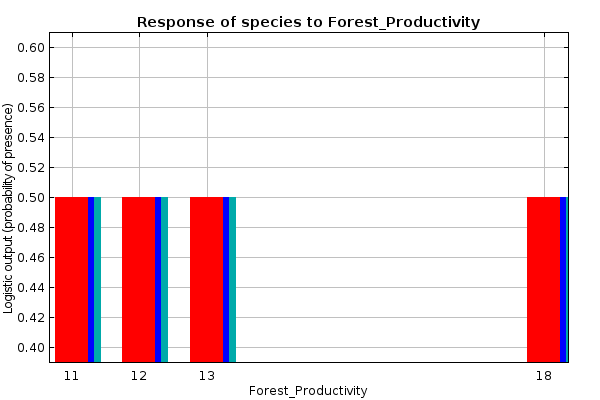 Response of species to Forest_Productivity
Logistic output (probability of presence)
0.60
0.58
0.56
0.54
0.52
0.50
0.48
0.46
0.44
0.42
0.40
11 12 13 18
Forest_Productivity